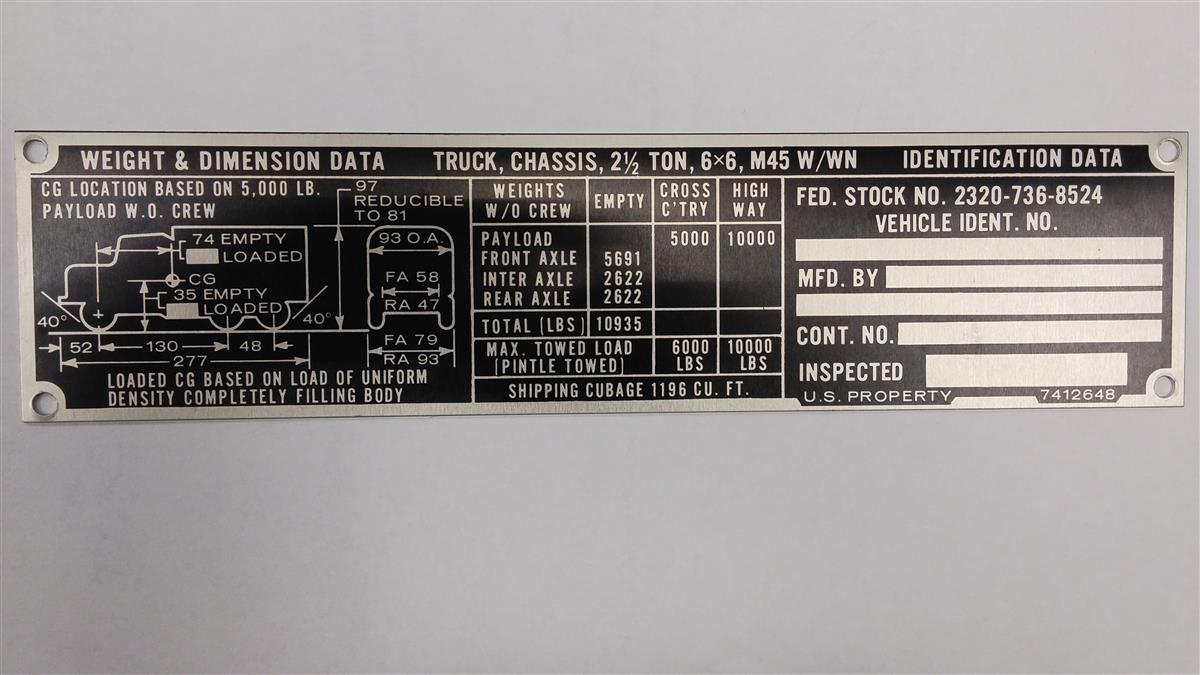 WEIGHT & DIMENSION DATA TRUCK, CHASSIS, 2½ TON, 6×6, M45 W/WN IDENTIFICATION DATA
CG LOCATION BASED ON 5,000 LB.
PAYLOAD W.O. CREW
97
REDUCIBLE
TO 81
74 EMPTY
LOADED
CG
35 EMPTY
LOADED
40° 40°
52 130 48
277
93 O.A.
FA 58
RA 47
FA 79
RA 93
LOADED CG BASED ON LOAD OF UNIFORM
DENSITY COMPLETELY FILLING BODY
WEIGHTS W/O CREW EMPTY CROSS C'TRY HIGH WAY
PAYLOAD 5000 10000
FRONT AXLE 5691
INTER AXLE 2622
REAR AXLE 2622
TOTAL (LBS) 10935
MAX. TOWED LOAD 6000 10000
(PINTLE TOWED) LBS LBS
SHIPPING CUBAGE 1196 CU. FT.
FED. STOCK NO. 2320-736-8524
VEHICLE IDENT. NO.
MFD. BY
CONT. NO.
INSPECTED
U.S. PROPERTY 7412648